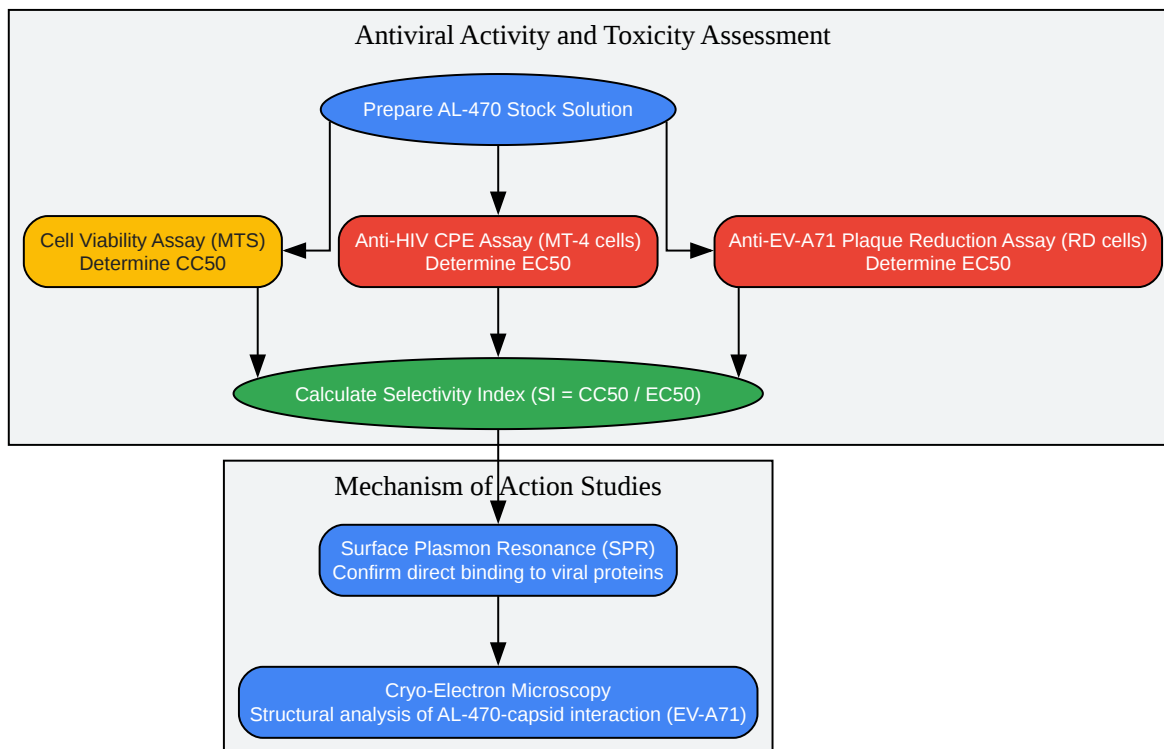 Antiviral Activity and Toxicity Assessment
Prepare AL-470 Stock Solution
Cell Viability Assay (MTS)
Determine CC50
Anti-HIV CPE Assay (MT-4 cells)
Determine EC50
Anti-EV-A71 Plaque Reduction Assay (RD cells)
Determine EC50
Calculate Selectivity Index (SI = CC50 / EC50)
Mechanism of Action Studies
Surface Plasmon Resonance (SPR)
Confirm direct binding to viral proteins
Cryo-Electron Microscopy
Structural analysis of AL-470-capsid interaction (EV-A71)